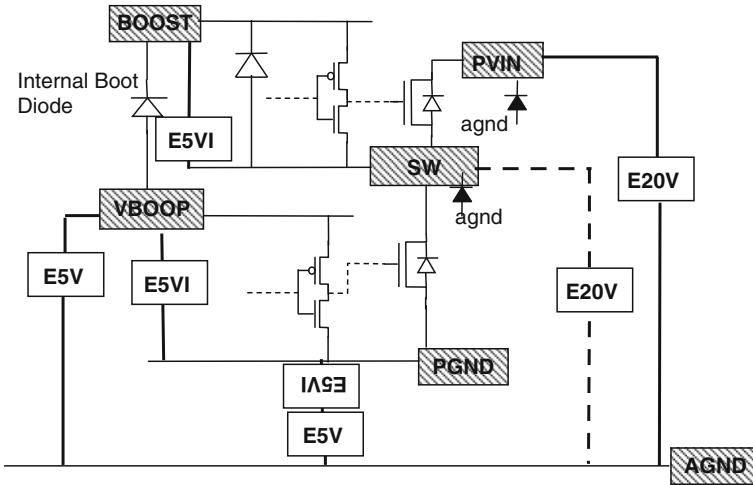 BOOST
PVIN
Internal Boot
Diode
agnd
E5VI
SW
E20V
VBOOP
agnd
E5V
E5VI
E20V
PGND
E5VI
E5V
AGND